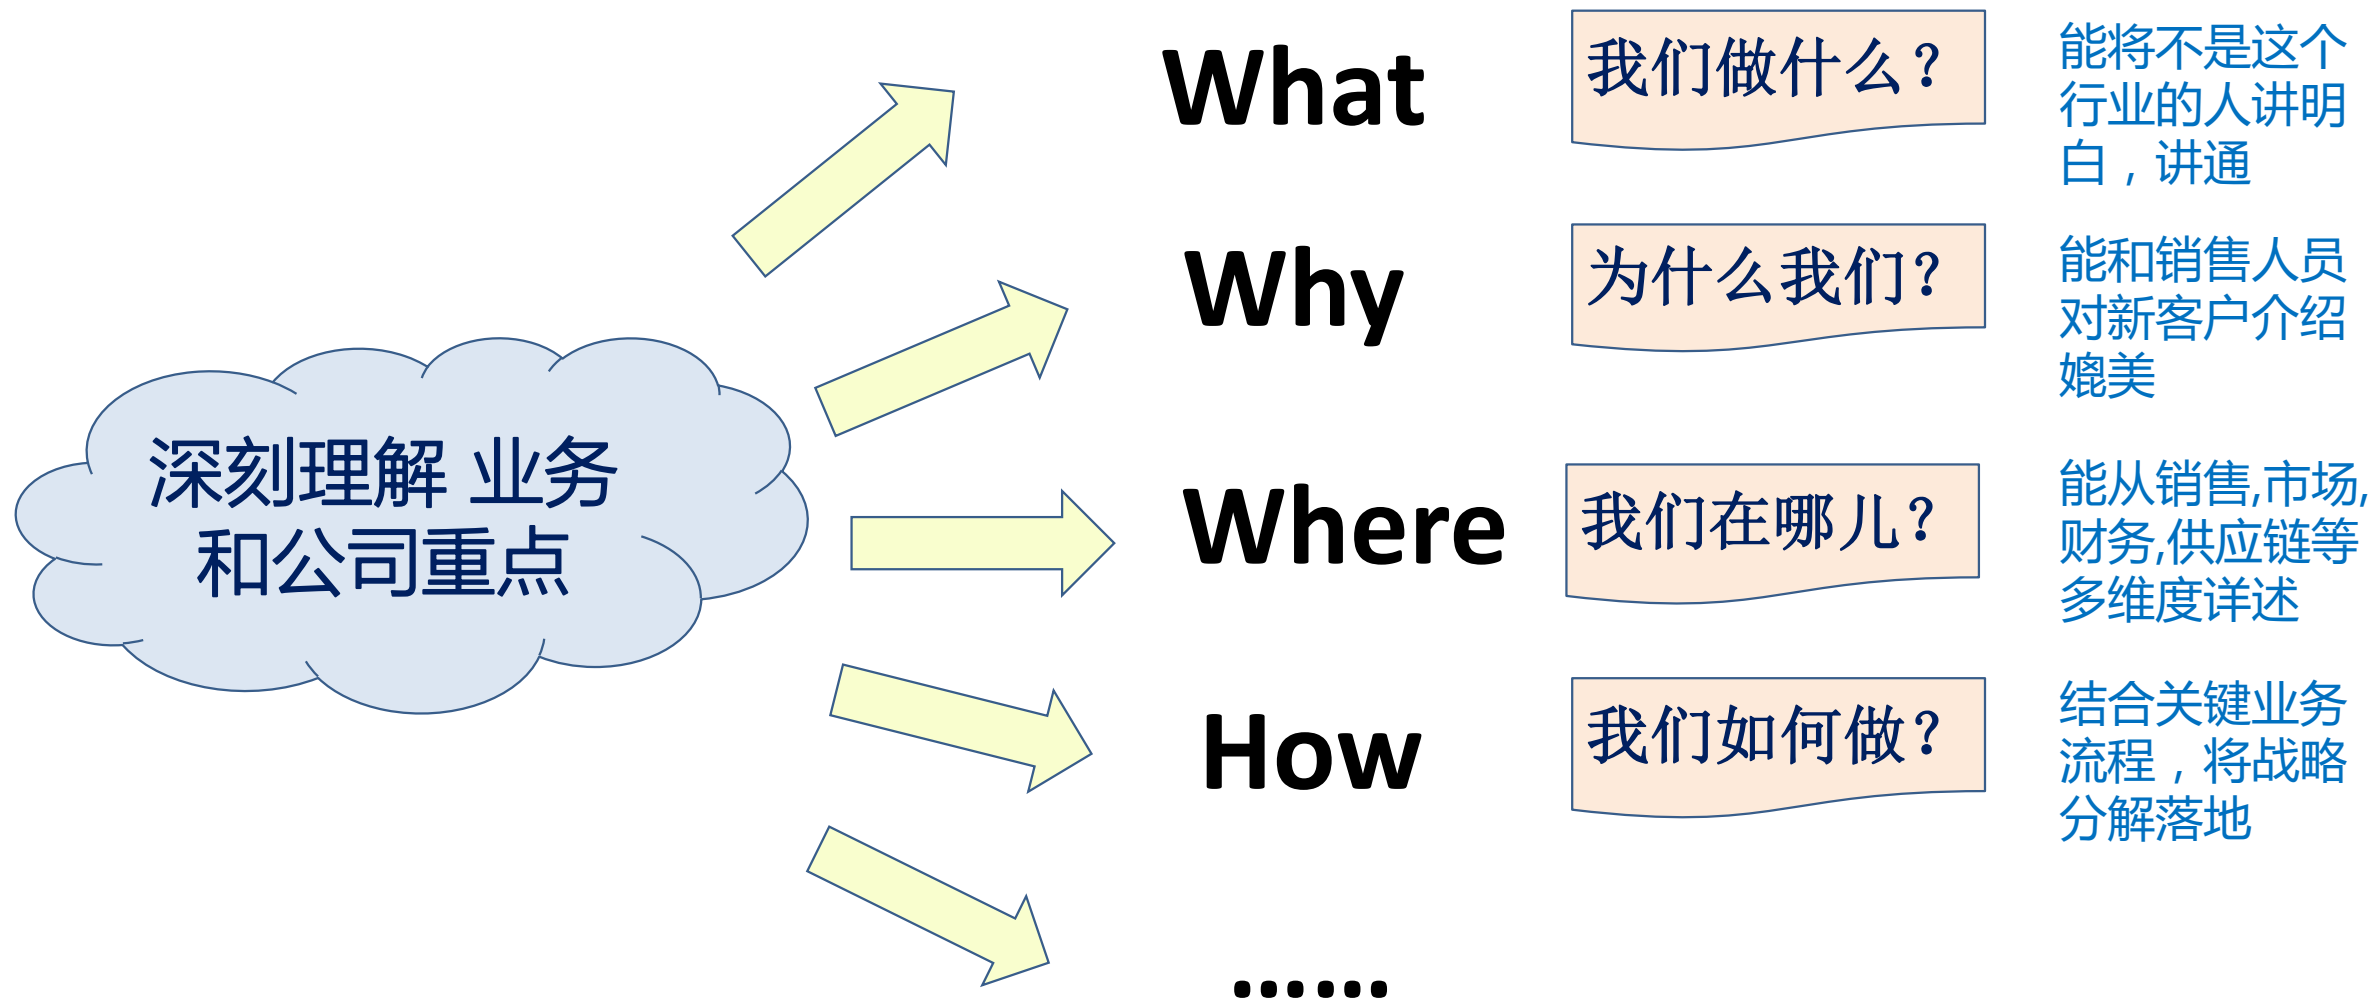 深刻理解 业务
和公司重点
What
我们做什么？
能将不是这个
行业的人讲明
白，讲通
Why
为什么我们？
能和销售人员
对新客户介绍
媲美
Where
我们在哪儿？
能从销售,市场,
财务,供应链等
多维度详述
How
我们如何做？
结合关键业务
流程，将战略
分解落地
……